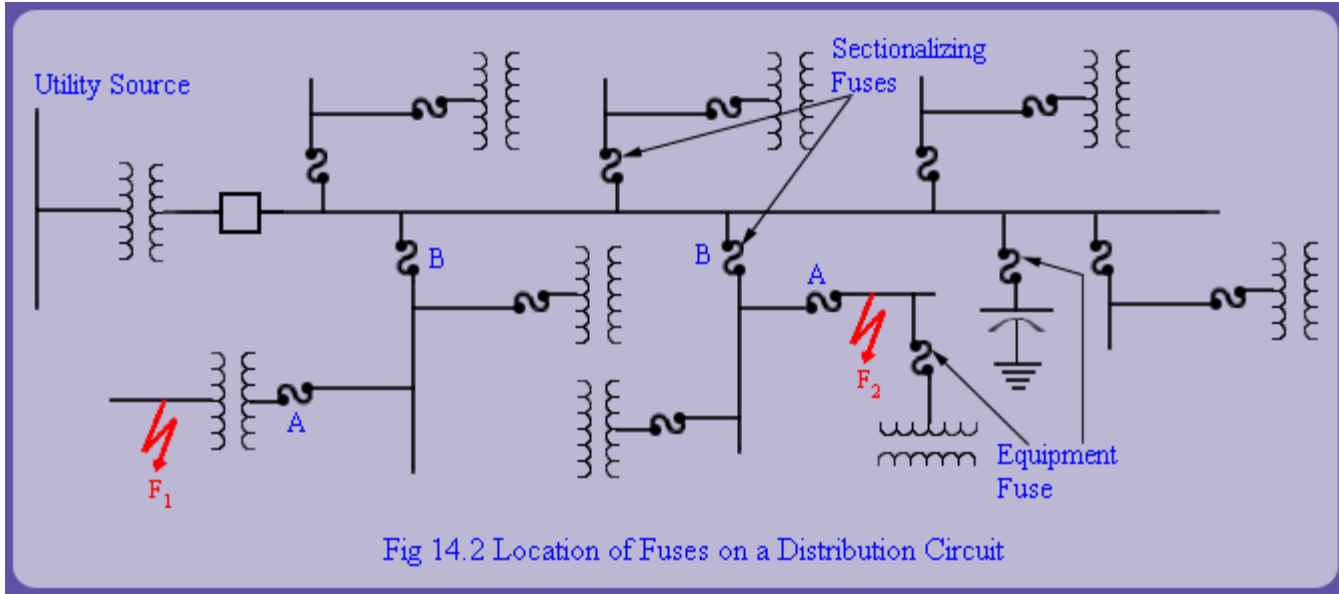 Utility Source
Sectionalizing
Fuses
B
B
A
A
F1
F2
Equipment
Fuse
Fig 14.2 Location of Fuses on a Distribution Circuit